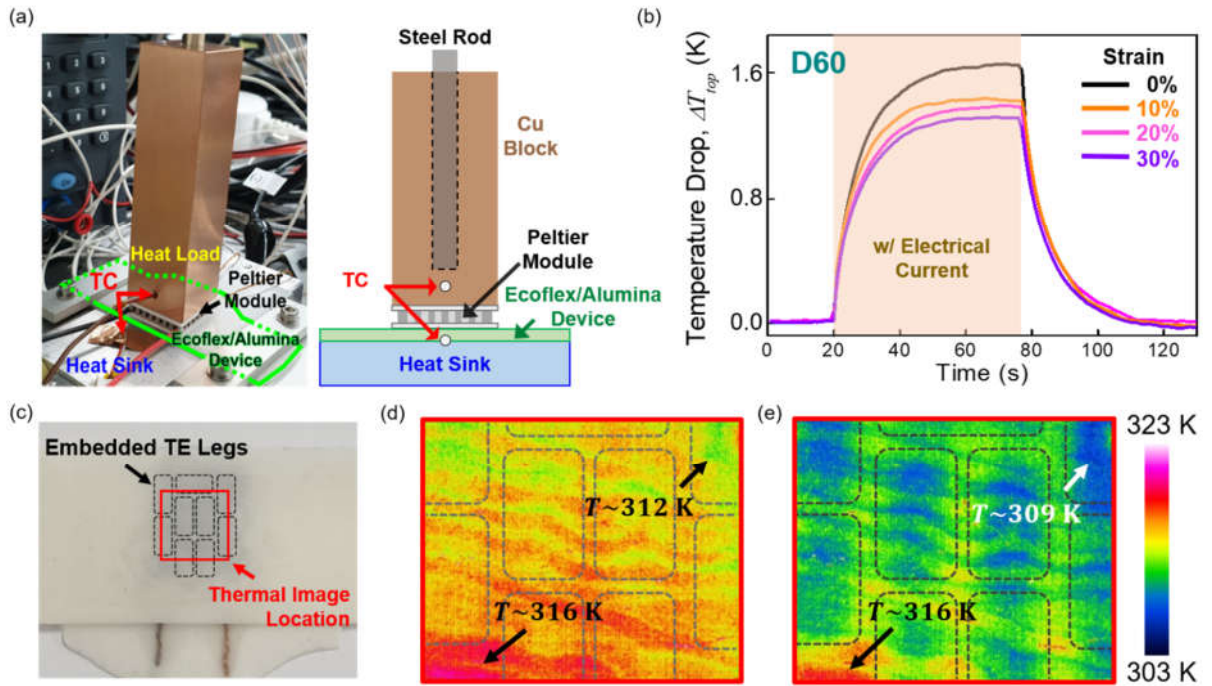 (a)
Heat Load
TC
Peltier
Module
Ecoflex/Alumina
Device
Heat Sink
Steel Rod
Cu
Block
Peltier
Module
TC
Ecoflex/Alumina
Device
Heat Sink
(b)
Temperature Drop, ΔT_top (K)
1.6
0.8
0.0
D60
Strain
0%
10%
20%
30%
w/ Electrical
Current
0 20 40 60 80 100 120
Time (s)
(c)
Embedded TE Legs
Thermal Image
Location
(d)
T~312 K
T~316 K
(e)
T~309 K
T~316 K
323 K
303 K